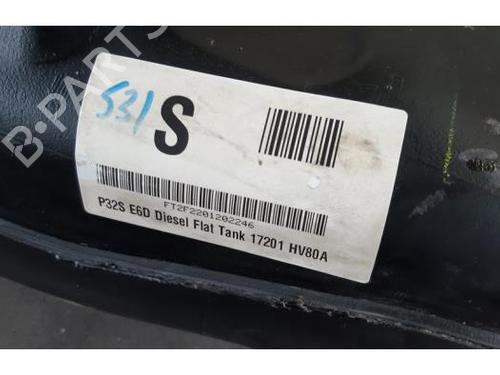 B-PARTS
531
S
FT2F2201202246
P32S E6D Diesel Flat Tank 17201 HV80A